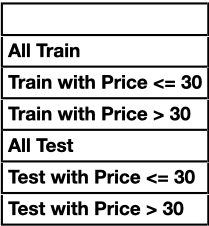 All Train
Train with Price <= 30
Train with Price > 30
All Test
Test with Price <= 30
Test with Price > 30